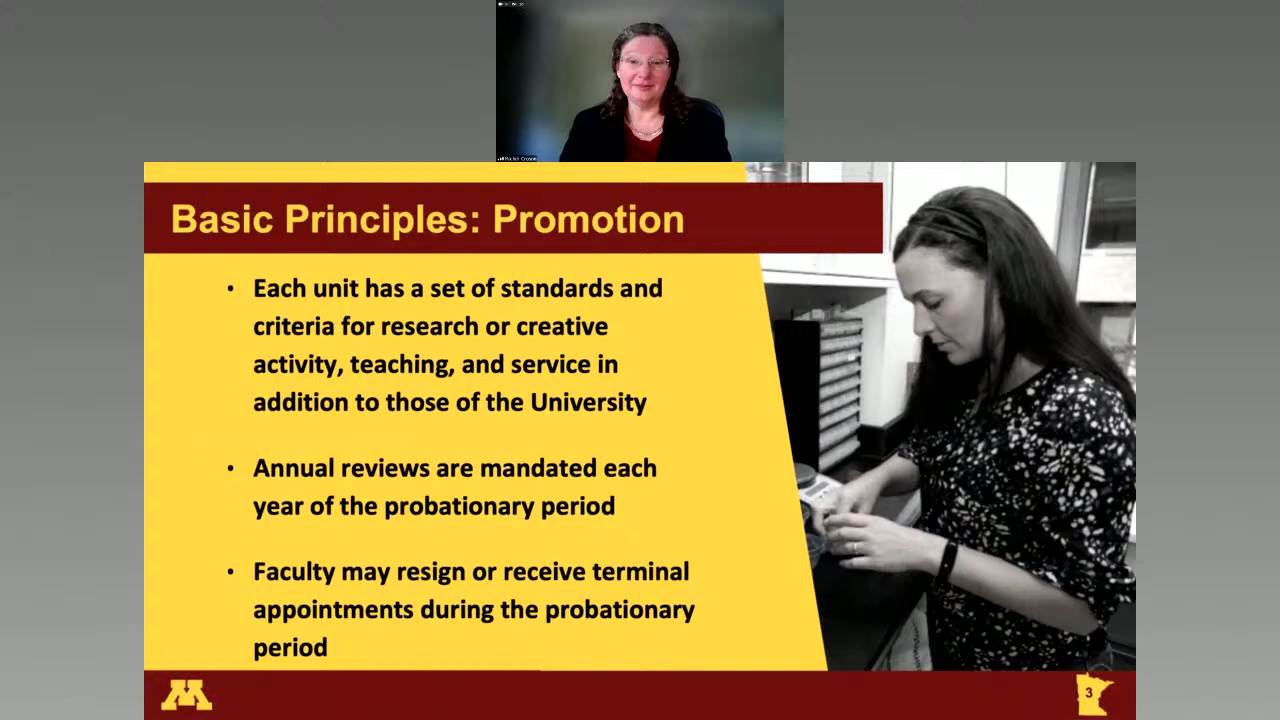 Rachel Croson
Basic Principles: Promotion
• Each unit has a set of standards and
criteria for research or creative
activity, teaching, and service in
addition to those of the University
• Annual reviews are mandated each
year of the probationary period
• Faculty may resign or receive terminal
appointments during the probationary
period
M
3